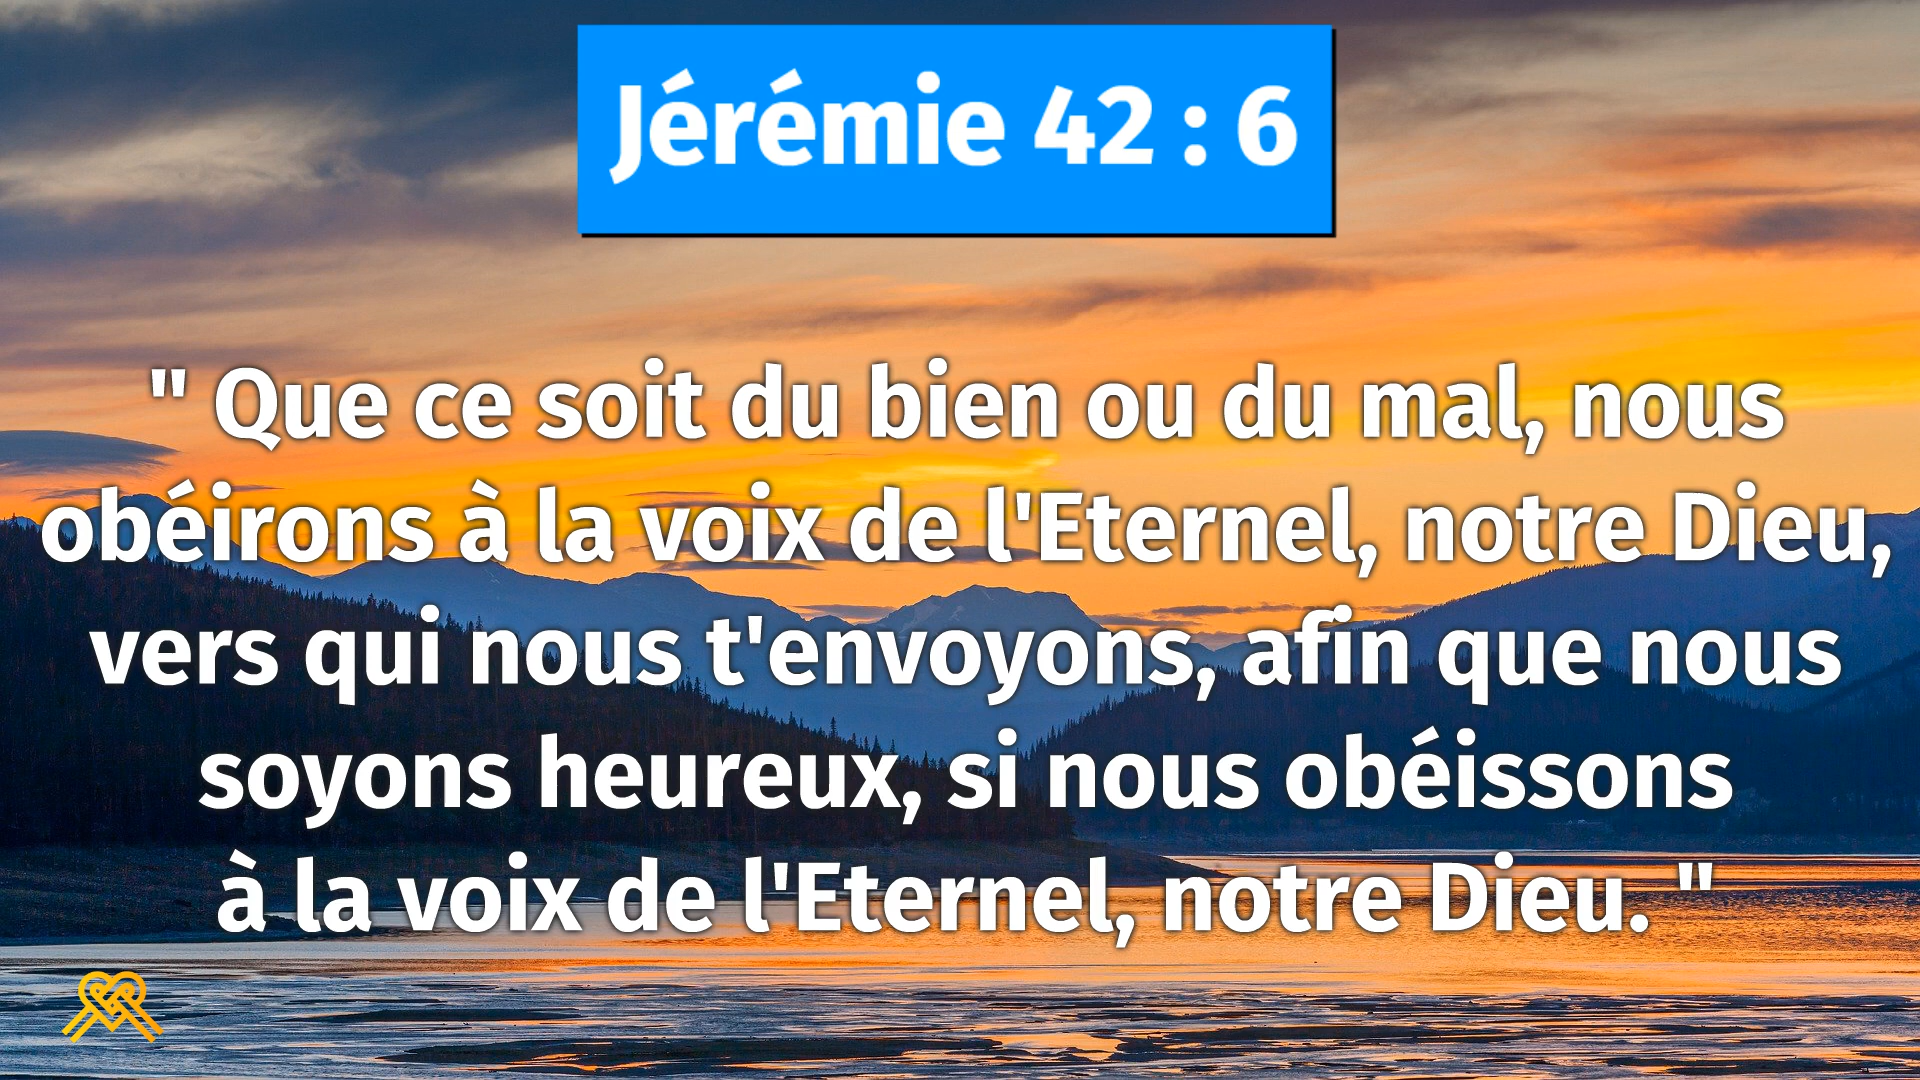 Jérémie 42 : 6
" Que ce soit du bien ou du mal, nous
obéirons à la voix de l'Eternel, notre Dieu,
vers qui nous t'envoyons, afin que nous
soyons heureux, si nous obéissons
à la voix de l'Eternel, notre Dieu. "